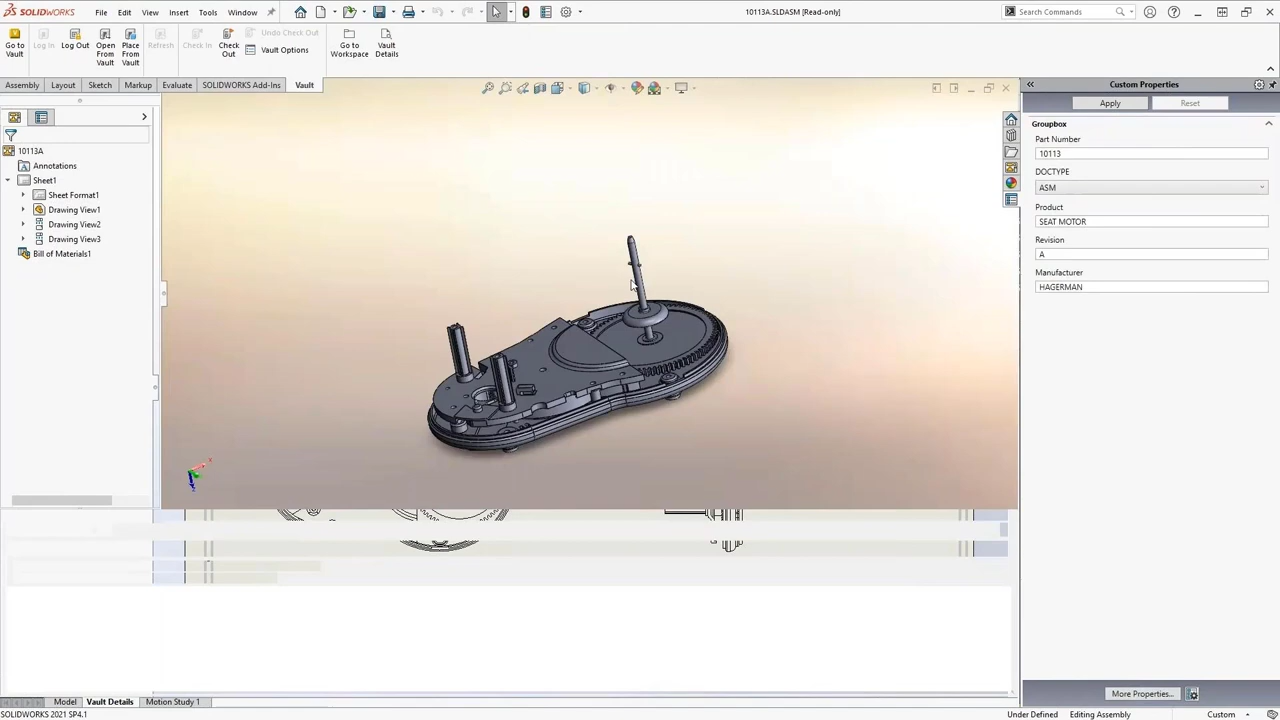 SOLIDWORKS File Edit View Insert Tools Window 10113A.SLDASM [Read-only] Search Commands
Go to Vault
Log In
Log Out
Open From Vault
Place From Vault
Refresh
Check In
Check Out
Undo Check Out
Vault Options
Go to Workspace
Vault Details
Assembly Layout Sketch Markup Evaluate SOLIDWORKS Add-Ins Vault
10113A
Annotations
Sheet1
Sheet Format1
Drawing View1
Drawing View2
Drawing View3
Bill of Materials1
Custom Properties
Apply Reset
Groupbox
Part Number
10113
DOCTYPE
ASM
Product
SEAT MOTOR
Revision
A
Manufacturer
HAGERMAN
More Properties...
Model Vault Details Motion Study 1
SOLIDWORKS 2021 SP4.1 Under Defined Editing Assembly Custom